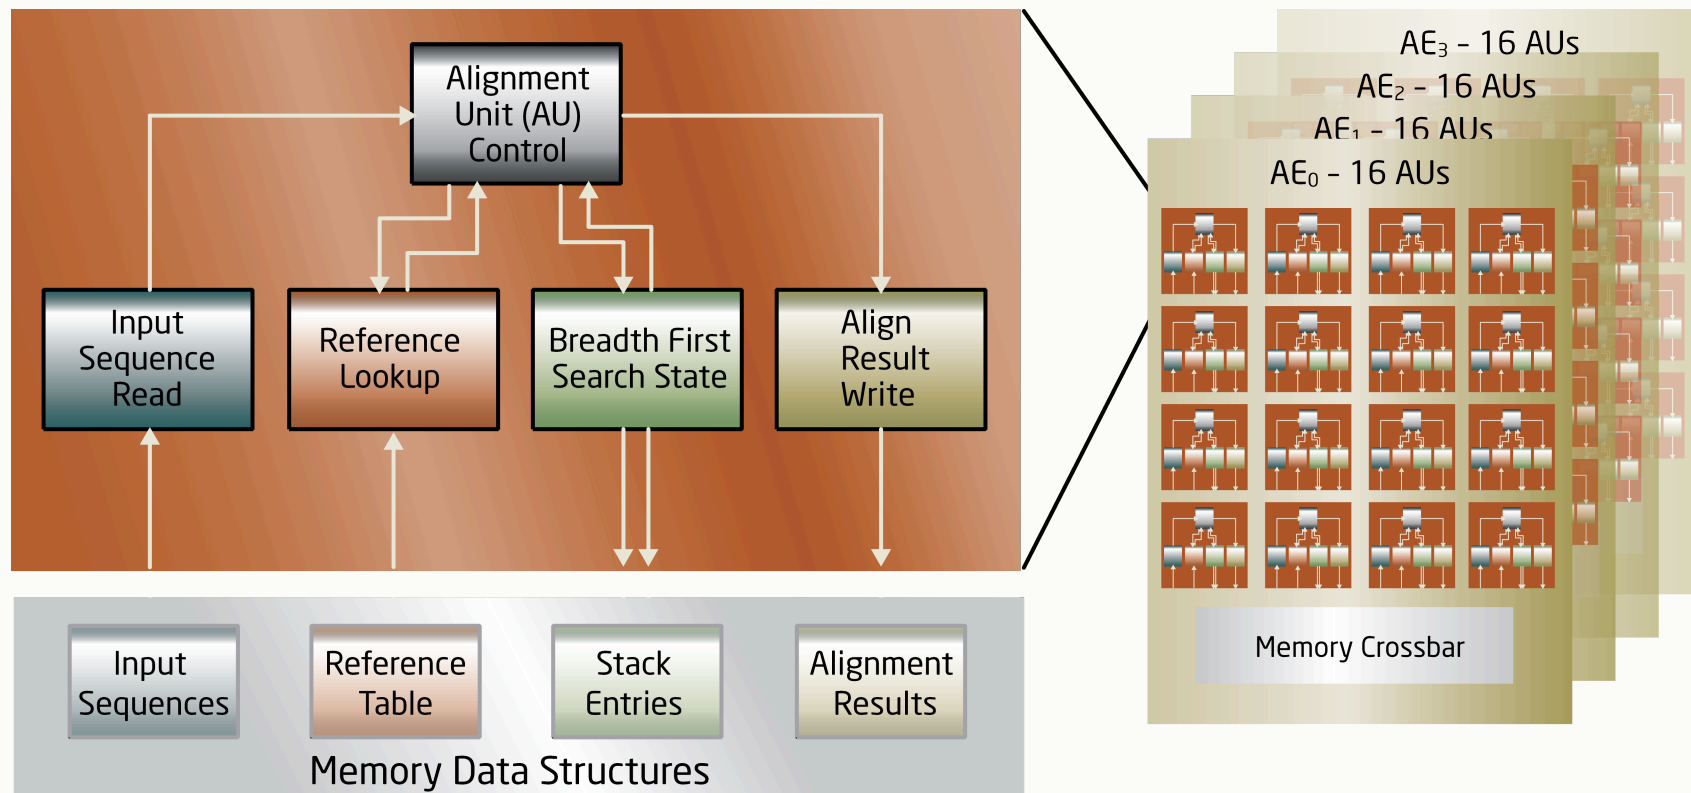 Alignment
Unit (AU)
Control
Input
Sequence
Read
Reference
Lookup
Breadth First
Search State
Align
Result
Write
Input
Sequences
Reference
Table
Stack
Entries
Alignment
Results
Memory Data Structures
AE₃ – 16 AUs
AE₂ – 16 AUs
AE₁ – 16 AUs
AE₀ – 16 AUs
Memory Crossbar